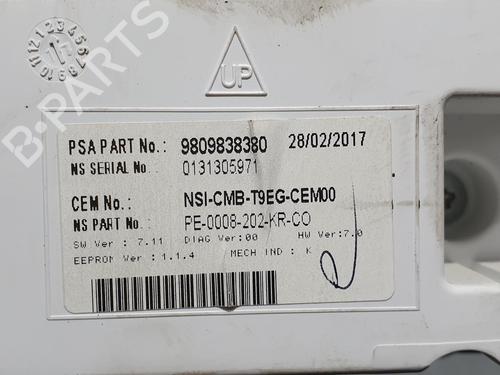 B-PARTS
UP
PSA PART No.: 9809838380 28/02/2017
NS SERIAL No. 0131305971
CEM No.: NSI-CMB-T9EG-CEM00
NS PART No.: PE-0008-202-KR-CO
SW Ver : 7.11 DIAG Ver:00 HW Ver:7.0
EEPROM Ver : 1.1.4 MECH IND : K